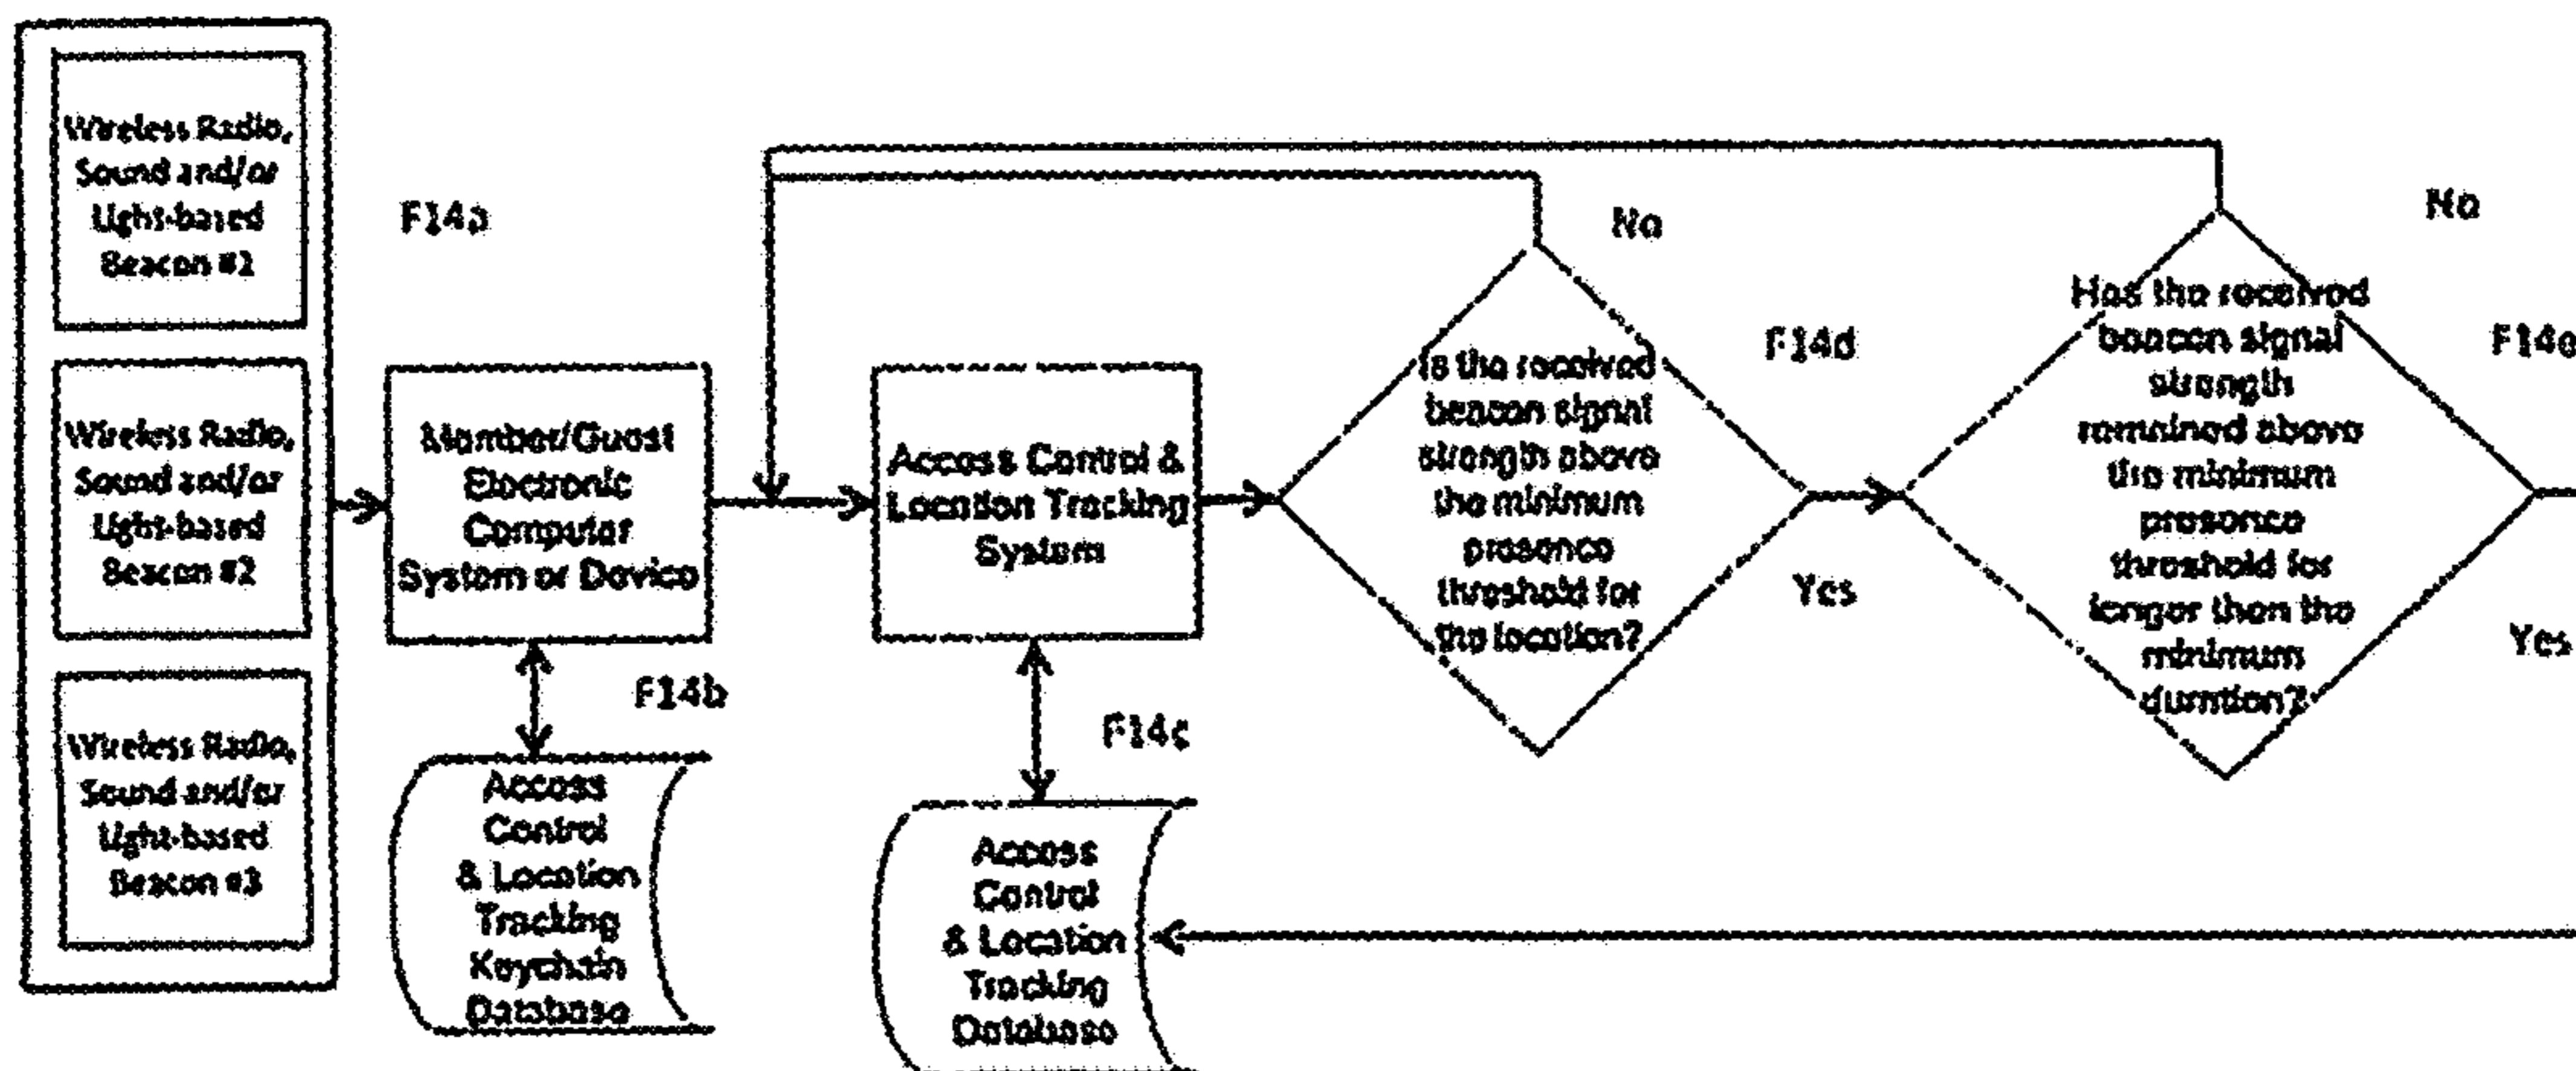 Wireless Radio,
Sound and/or
Light-based
Beacon #1
Wireless Radio,
Sound and/or
Light-based
Beacon #2
Wireless Radio,
Sound and/or
Light-based
Beacon #3
F14a
Member/Guest
Electronic
Computer
System or Device
F14b
Access
Control
& Location
Tracking
Keychain
Database
Access Control &
Location Tracking
System
F14c
Access
Control
& Location
Tracking
Database
No
Is the received
beacon signal
strength above
the minimum
presence
threshold for
the location?
F14d
Yes
No
Has the received
beacon signal
strength
remained above
the minimum
presence
threshold for
longer than the
minimum
duration?
F14e
Yes